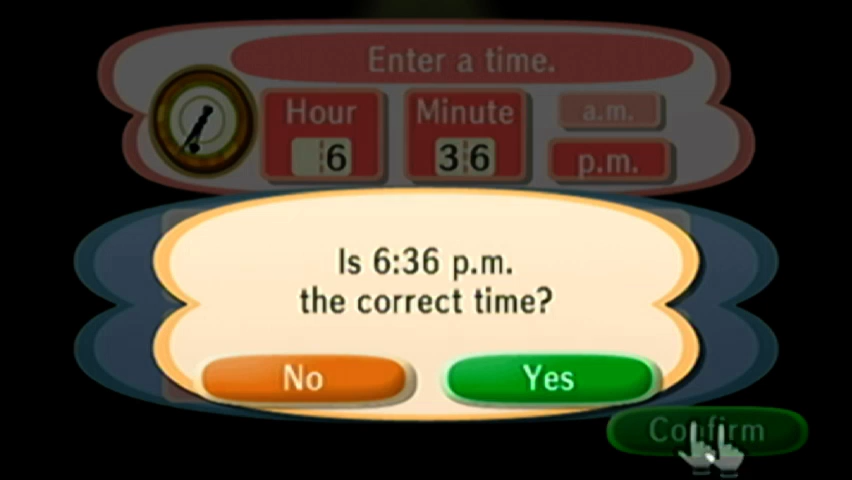 Enter a time.
Hour Minute a.m.
6 36 p.m.
Is 6:36 p.m.
the correct time?
No Yes
Confirm